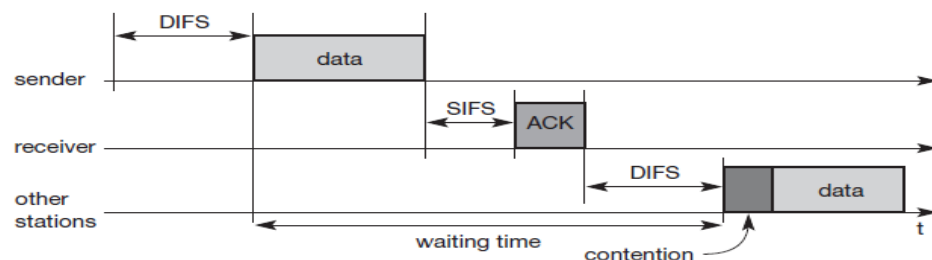 DIFS
data
sender
SIFS
ACK
receiver
DIFS
data
other
stations
t
waiting time
contention